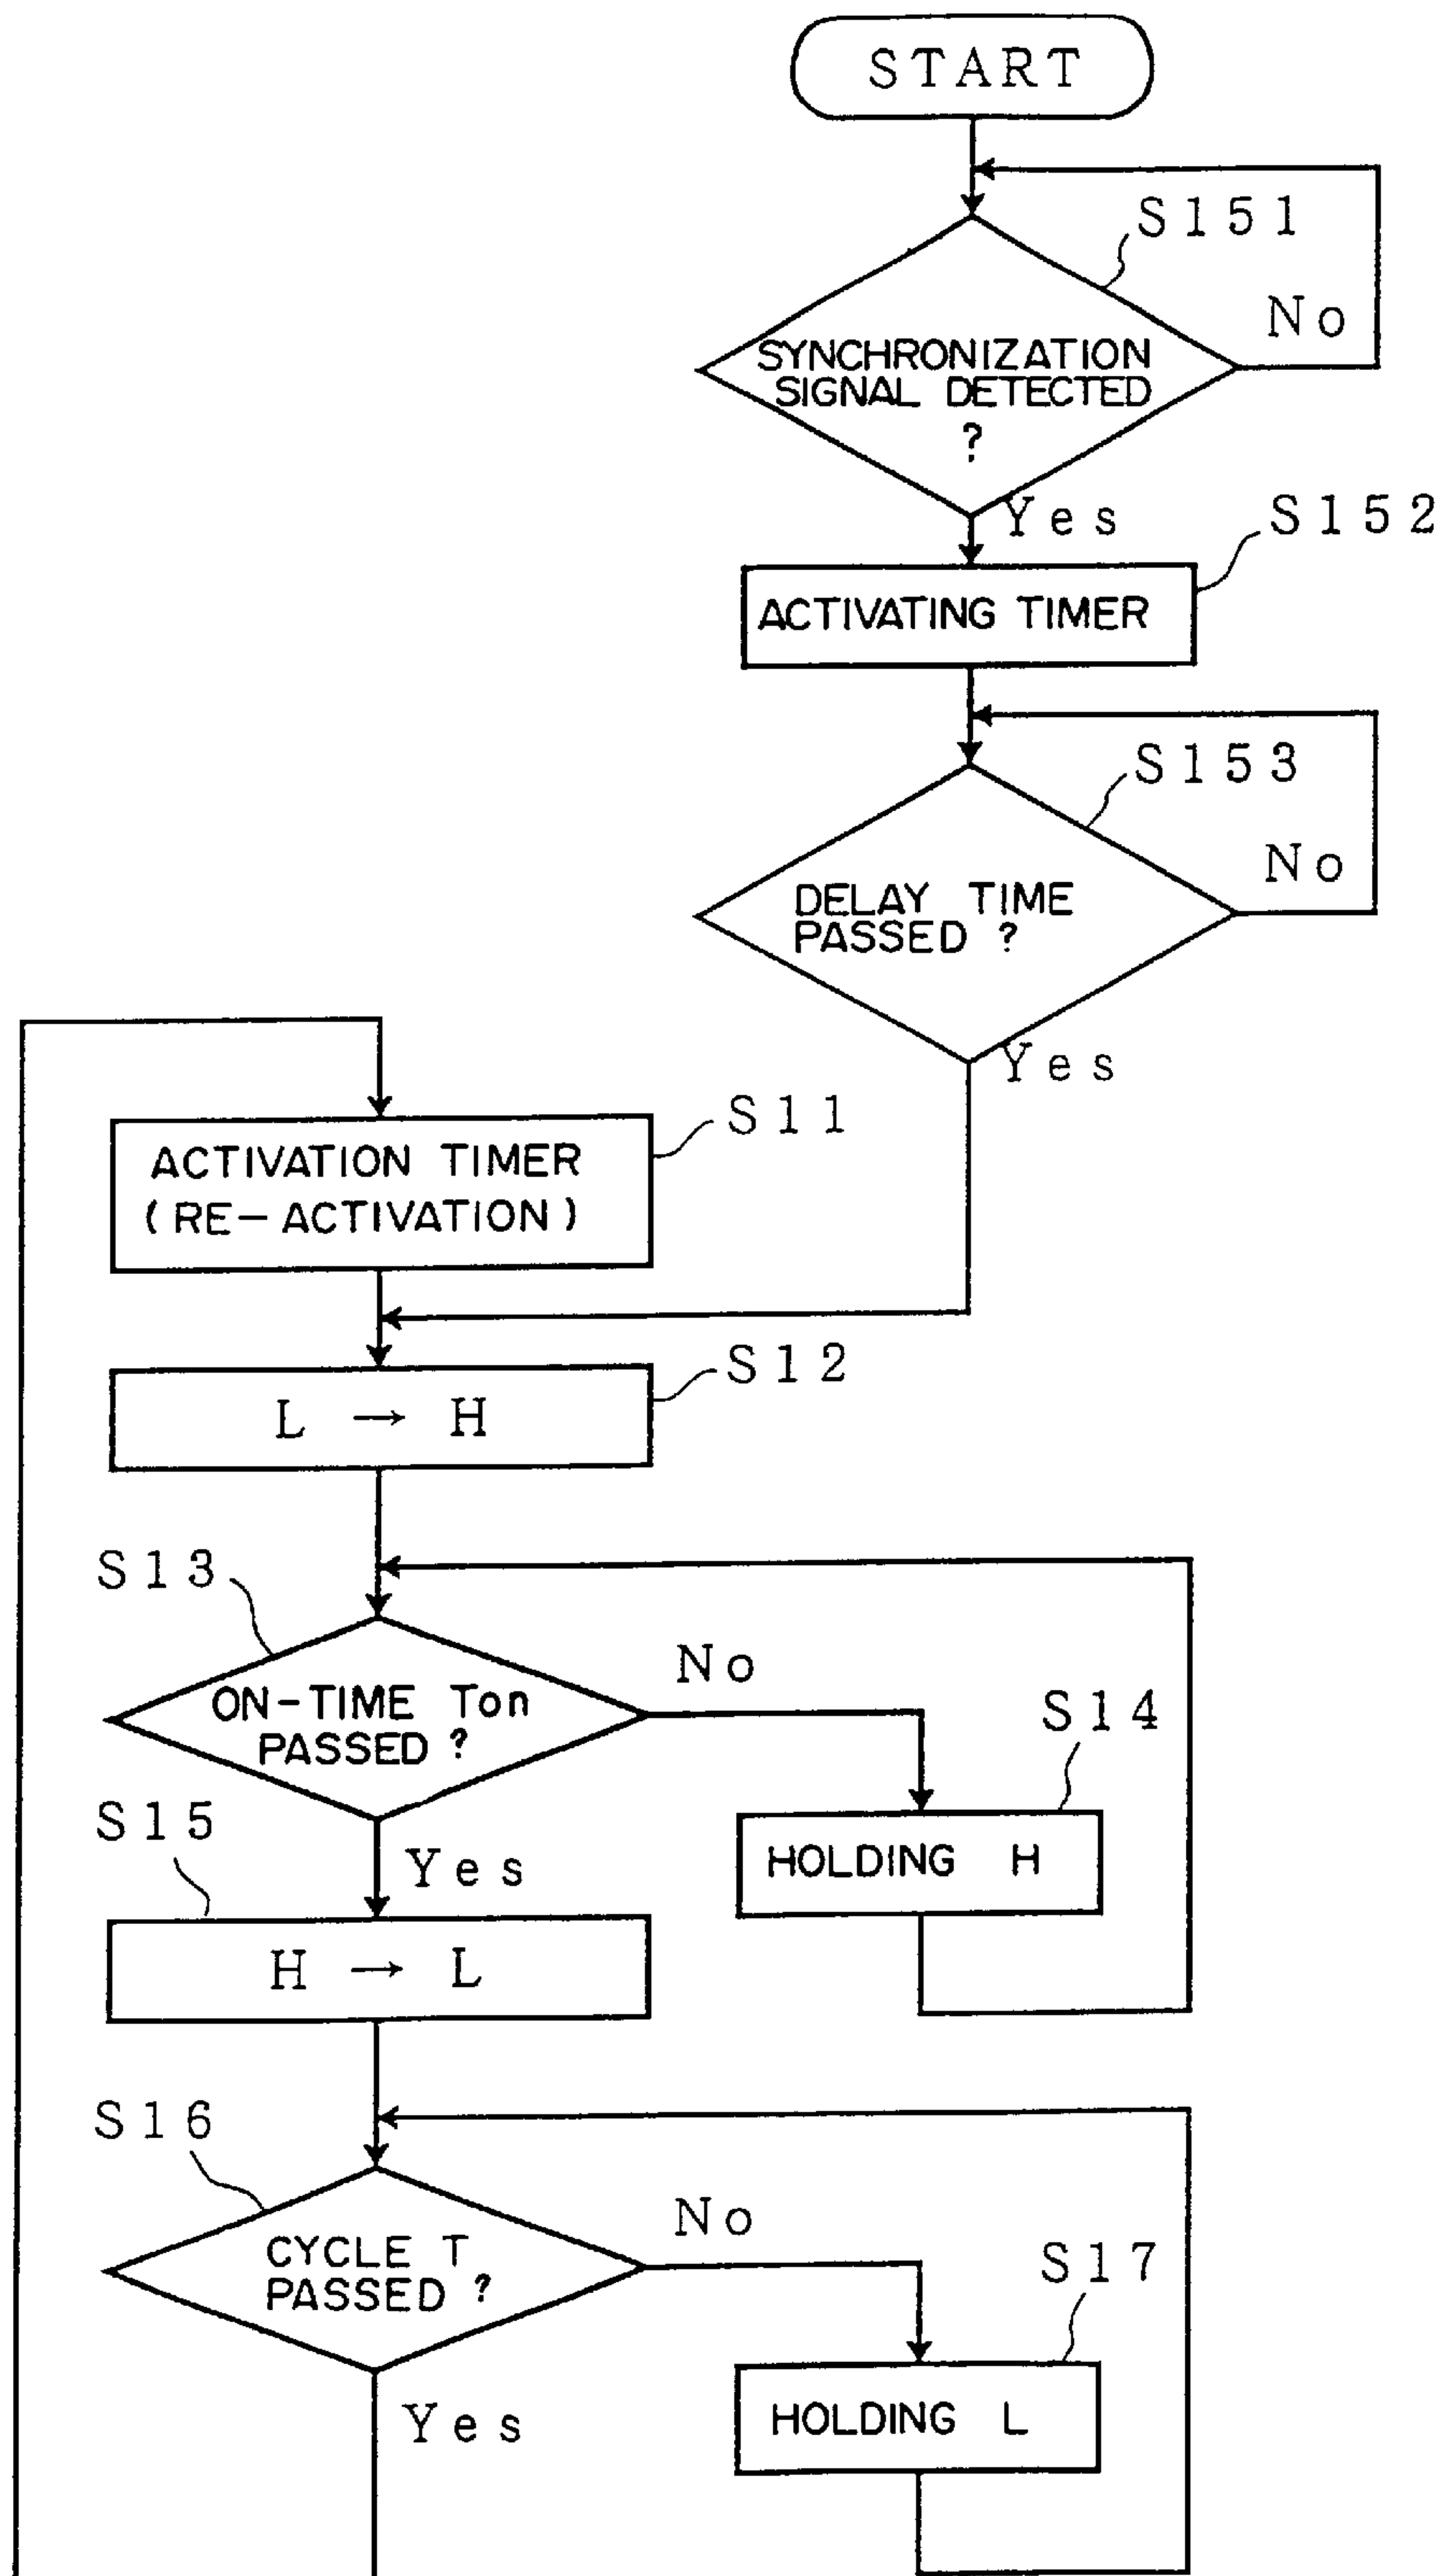 START
S151
No
SYNCHRONIZATION
SIGNAL DETECTED
?
Yes
S152
ACTIVATING TIMER
S153
No
DELAY TIME
PASSED ?
Yes
S11
ACTIVATION TIMER
(RE-ACTIVATION)
S12
L → H
S13
No
ON-TIME Ton
PASSED ?
S14
HOLDING H
S15
Yes
H → L
S16
No
CYCLE T
PASSED ?
S17
HOLDING L
Yes